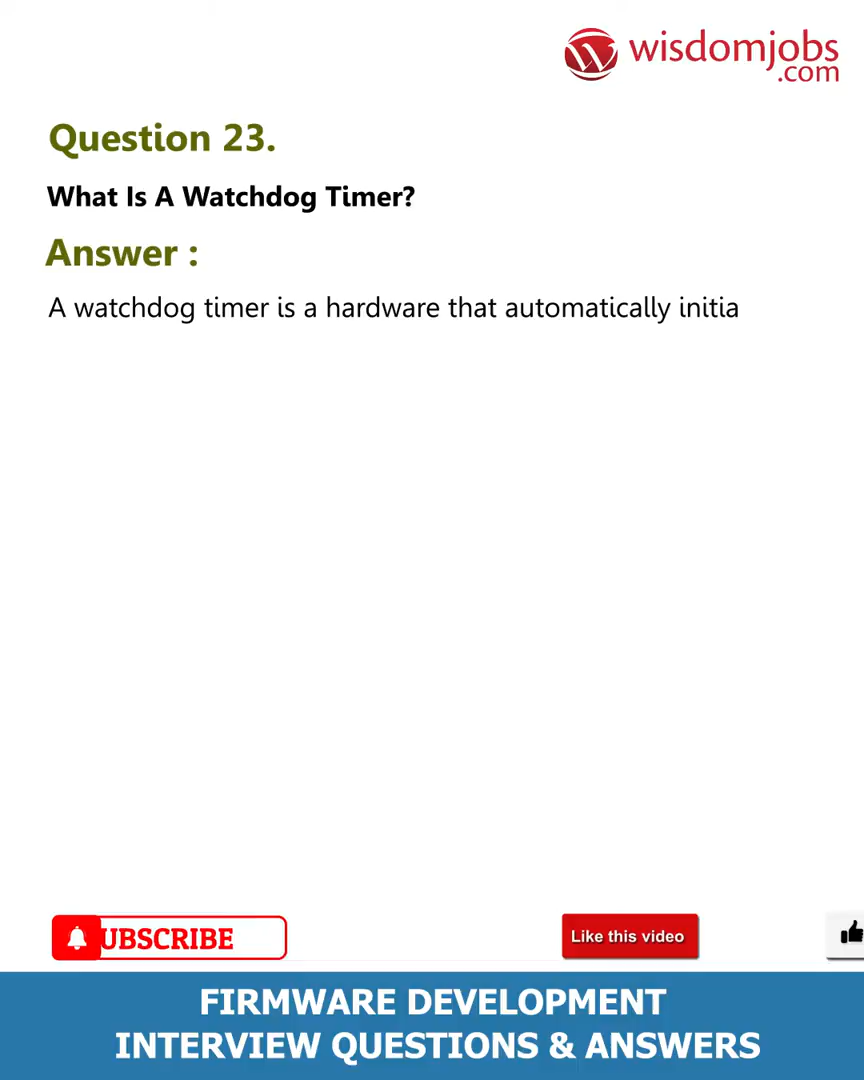 wisdomjobs
.com
Question 23.
What Is A Watchdog Timer?
Answer :
A watchdog timer is a hardware that automatically initia
UBSCRIBE
Like this video
FIRMWARE DEVELOPMENT
INTERVIEW QUESTIONS & ANSWERS